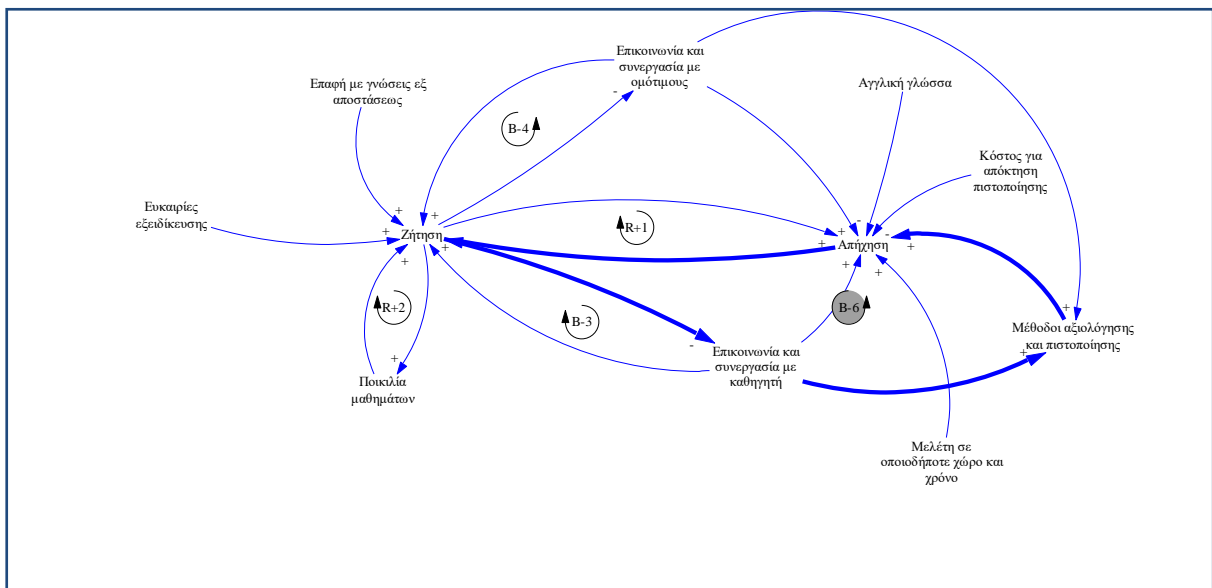 Επικοινωνία και
συνεργασία με
ομότιμους
Επαφή με γνώσεις εξ
αποστάσεως
Αγγλική γλώσσα
-
B-4
Κόστος για
απόκτηση
πιστοποίησης
Ευκαιρίες
εξειδίκευσης
+
+
+
Ζήτηση
+
+
R+1
-
+
+
Απήχηση
-
+
+
+
R+2
B-3
B-6
+
Μέθοδοι αξιολόγησης
και πιστοποίησης
+
-
Επικοινωνία και
συνεργασία με
καθηγητή
+
+
Ποικιλία
μαθημάτων
Μελέτη σε
οποιοδήποτε χώρο και
χρόνο